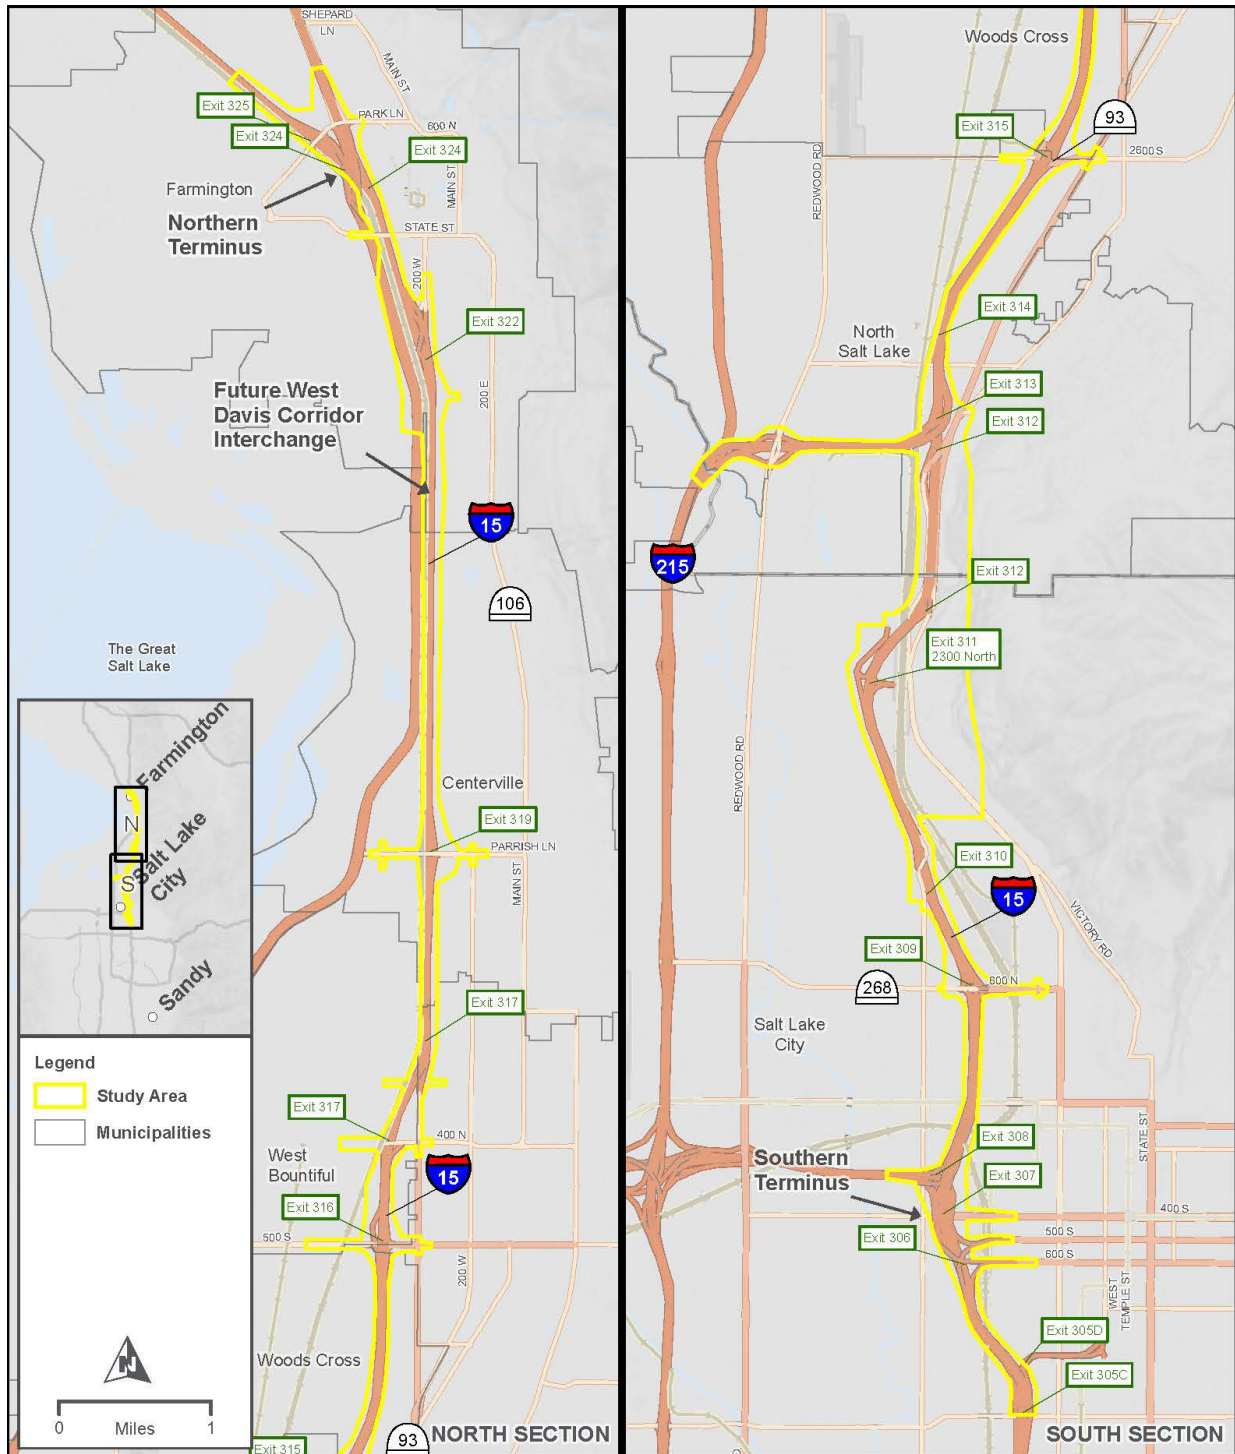 SHEPARD
LN
MAIN ST
Exit 325
PARK LN
Exit 324
600 N
Exit 324
Farmington
MAIN ST
Northern
Terminus
STATE ST
200 W
Exit 322
Future West
Davis Corridor
Interchange
200 E
15
106
The Great
Salt Lake
Centerville
Exit 319
PARRISH LN
MAIN ST
Exit 317
Exit 317
400 N
West
Bountiful
15
Exit 316
500 S
200 W
Woods Cross
93
Exit 315
NORTH SECTION
Farmington
N
Salt Lake
City
S
Sandy
Legend
Study Area
Municipalities
N
0
Miles
1
Woods Cross
93
Exit 315
2600 S
REDWOOD RD
Exit 314
North
Salt Lake
Exit 313
Exit 312
215
Exit 312
Exit 311
2300 North
REDWOOD RD
Exit 310
15
VICTORY RD
Exit 309
600 N
268
Salt Lake
City
STATE ST
Exit 308
Southern
Terminus
Exit 307
400 S
500 S
Exit 306
600 S
WEST
TEMPLE ST
Exit 305D
Exit 305C
SOUTH SECTION